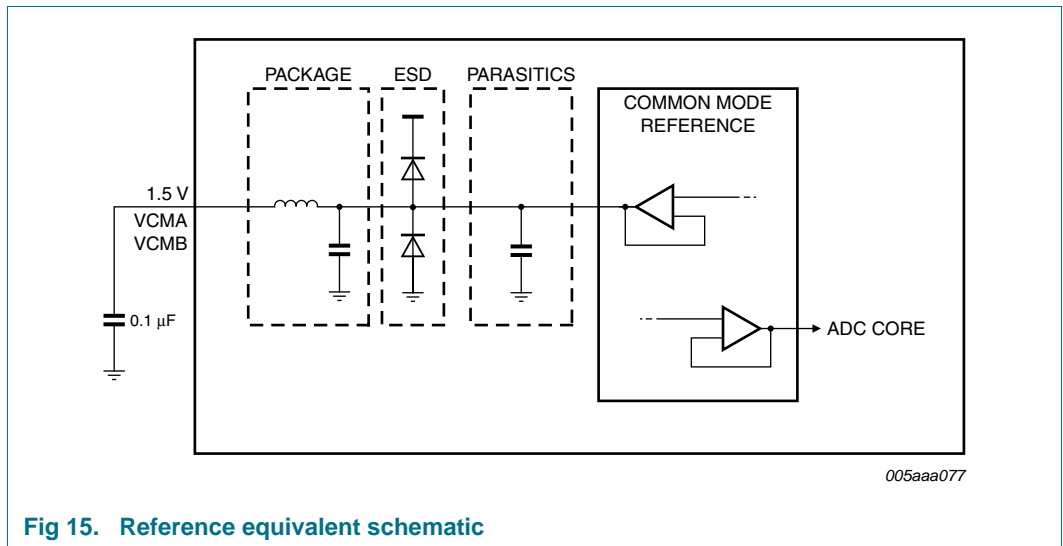 PACKAGE
ESD
PARASITICS
COMMON MODE
REFERENCE
1.5 V
VCMA
VCMB
0.1 μF
ADC CORE
005aaa077
Fig 15. Reference equivalent schematic